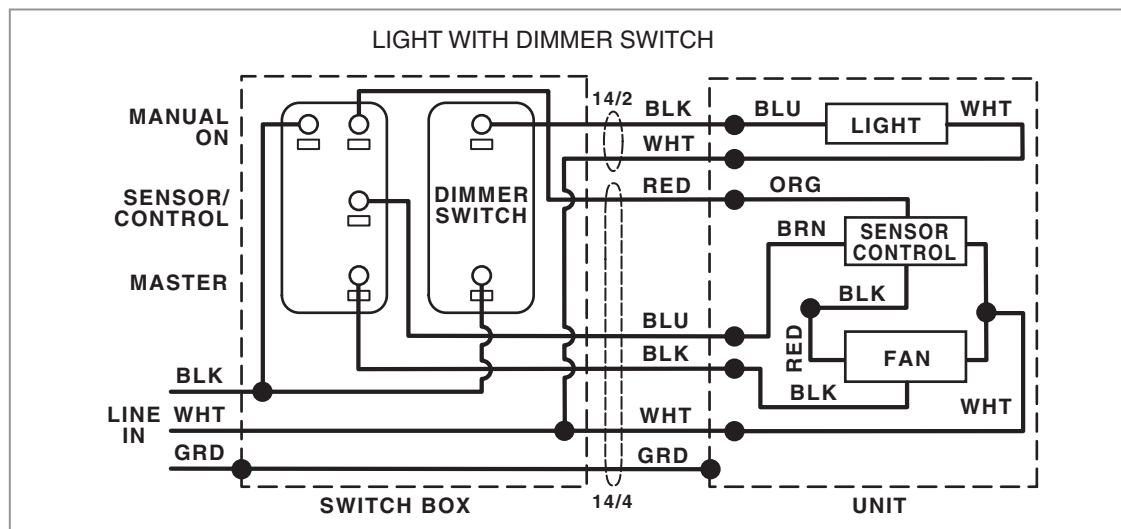 LIGHT WITH DIMMER SWITCH
14/2
BLK
BLU
LIGHT
WHT
MANUAL
ON
WHT
RED
ORG
SENSOR/
CONTROL
DIMMER
SWITCH
BRN
SENSOR
CONTROL
MASTER
BLK
BLU
RED
FAN
BLK
BLK
BLK
WHT
LINE
IN
WHT
WHT
GRD
GRD
SWITCH BOX
14/4
UNIT